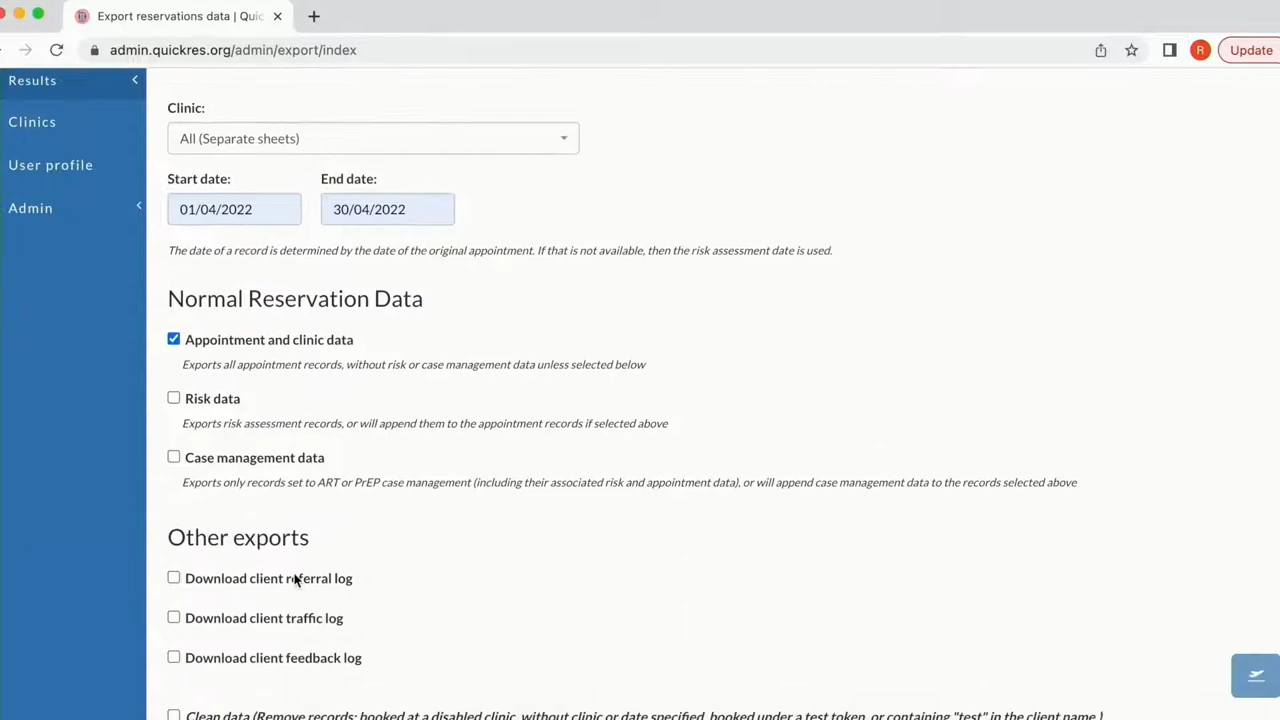 Export reservations data | Quic
admin.quickres.org/admin/export/index
R
Update
Results
Clinics
User profile
Admin
Clinic:
All (Separate sheets)
Start date: End date:
01/04/2022 30/04/2022
The date of a record is determined by the date of the original appointment. If that is not available, then the risk assessment date is used.
Normal Reservation Data
Appointment and clinic data
Exports all appointment records, without risk or case management data unless selected below
Risk data
Exports risk assessment records, or will append them to the appointment records if selected above
Case management data
Exports only records set to ART or PrEP case management (including their associated risk and appointment data), or will append case management data to the records selected above
Other exports
Download client referral log
Download client traffic log
Download client feedback log
Clean data (Remove records: booked at a disabled clinic, without clinic or date specified, booked under a test token, or containing "test" in the client name.)